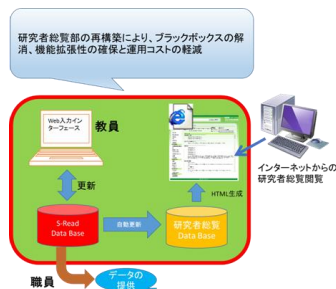 研究者総覧部の再構築により、ブラックボックスの解
消、機能拡張性の確保と運用コストの軽減
Web入力イン
ターフェース
教員
インターネットからの
研究者総覧閲覧
更新
HTML生成
S-Read
Data Base
自動更新
研究者総覧
Data Base
職員
データの
提供